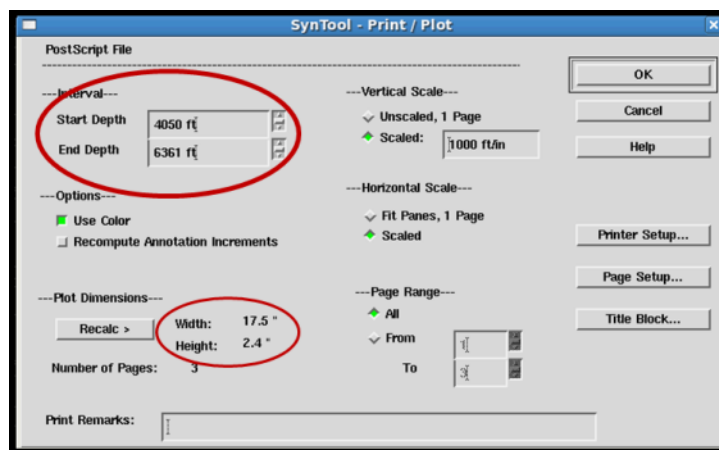 SynTool - Print / Plot
PostScript File
---Interval---
Start Depth 4050 ft
End Depth 6361 ft
---Options---
Use Color
Recompute Annotation Increments
---Plot Dimensions---
Recalc > Width: 17.5 "
Height: 2.4 "
Number of Pages: 3
---Vertical Scale---
Unscaled, 1 Page
Scaled: 1000 ft/in
---Horizontal Scale---
Fit Panes, 1 Page
Scaled
---Page Range---
All
From 1
To 3
OK
Cancel
Help
Printer Setup...
Page Setup...
Title Block...
Print Remarks: